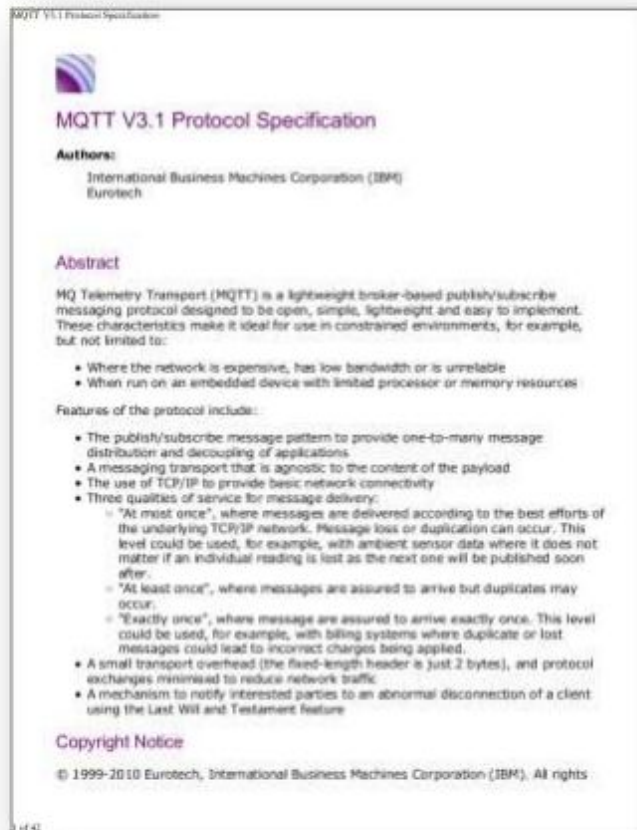 MQTT V3.1 Protocol Specification
MQTT V3.1 Protocol Specification
Authors:
International Business Machines Corporation (IBM)
Eurotech
Abstract
MQ Telemetry Transport (MQTT) is a lightweight broker-based publish/subscribe
messaging protocol designed to be open, simple, lightweight and easy to implement.
These characteristics make it ideal for use in constrained environments, for example,
but not limited to:
• Where the network is expensive, has low bandwidth or is unreliable
• When run on an embedded device with limited processor or memory resources
Features of the protocol include:
• The publish/subscribe message pattern to provide one-to-many message
distribution and decoupling of applications
• A messaging transport that is agnostic to the content of the payload
• The use of TCP/IP to provide basic network connectivity
• Three qualities of service for message delivery:
○ "At most once", where messages are delivered according to the best efforts of
the underlying TCP/IP network. Message loss or duplication can occur. This
level could be used, for example, with ambient sensor data where it does not
matter if an individual reading is lost as the next one will be published soon
after.
○ "At least once", where messages are assured to arrive but duplicates may
occur.
○ "Exactly once", where message are assured to arrive exactly once. This level
could be used, for example, with billing systems where duplicate or lost
messages could lead to incorrect charges being applied.
• A small transport overhead (the fixed-length header is just 2 bytes), and protocol
exchanges minimised to reduce network traffic
• A mechanism to notify interested parties to an abnormal disconnection of a client
using the Last Will and Testament feature
Copyright Notice
© 1999-2010 Eurotech, International Business Machines Corporation (IBM). All rights
1 of 42